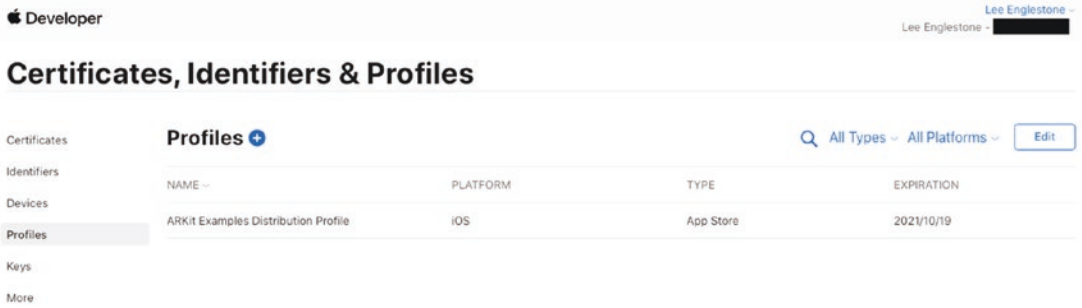 Developer
Lee Englestone
Lee Englestone -
Certificates, Identifiers & Profiles
Certificates
Identifiers
Devices
Profiles
Keys
More
Profiles
All Types
All Platforms
Edit
NAME PLATFORM TYPE EXPIRATION
ARKit Examples Distribution Profile iOS App Store 2021/10/19